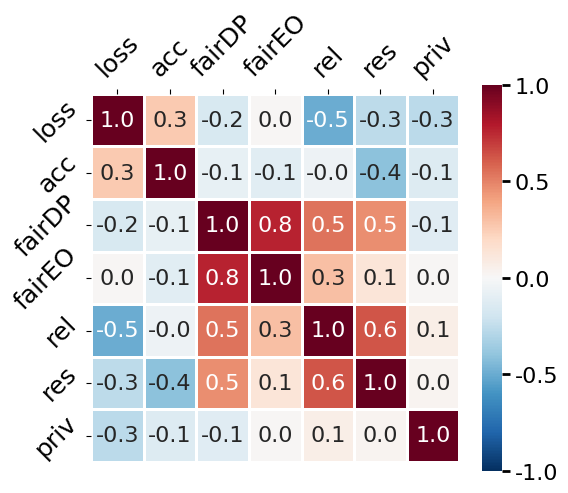 loss acc fairDP fairEO rel res priv
loss 1.0 0.3 -0.2 0.0 -0.5 -0.3 -0.3
acc 0.3 1.0 -0.1 -0.1 -0.0 -0.4 -0.1
fairDP -0.2 -0.1 1.0 0.8 0.5 0.5 -0.1
fairEO 0.0 -0.1 0.8 1.0 0.3 0.1 0.0
rel -0.5 -0.0 0.5 0.3 1.0 0.6 0.1
res -0.3 -0.4 0.5 0.1 0.6 1.0 0.0
priv -0.3 -0.1 -0.1 0.0 0.1 0.0 1.0
1.0
0.5
0.0
-0.5
-1.0